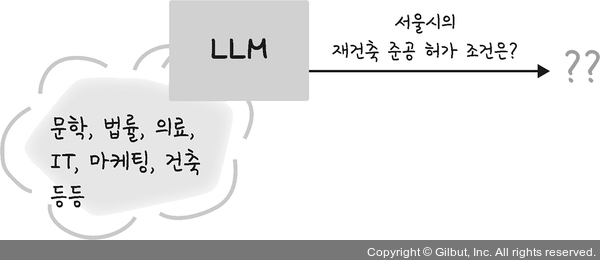 LLM
서울시의
재건축 준공 허가 조건은?
??
문학, 법률, 의료,
IT, 마케팅, 건축
등등
Copyright © Gilbut, Inc. All rights reserved.